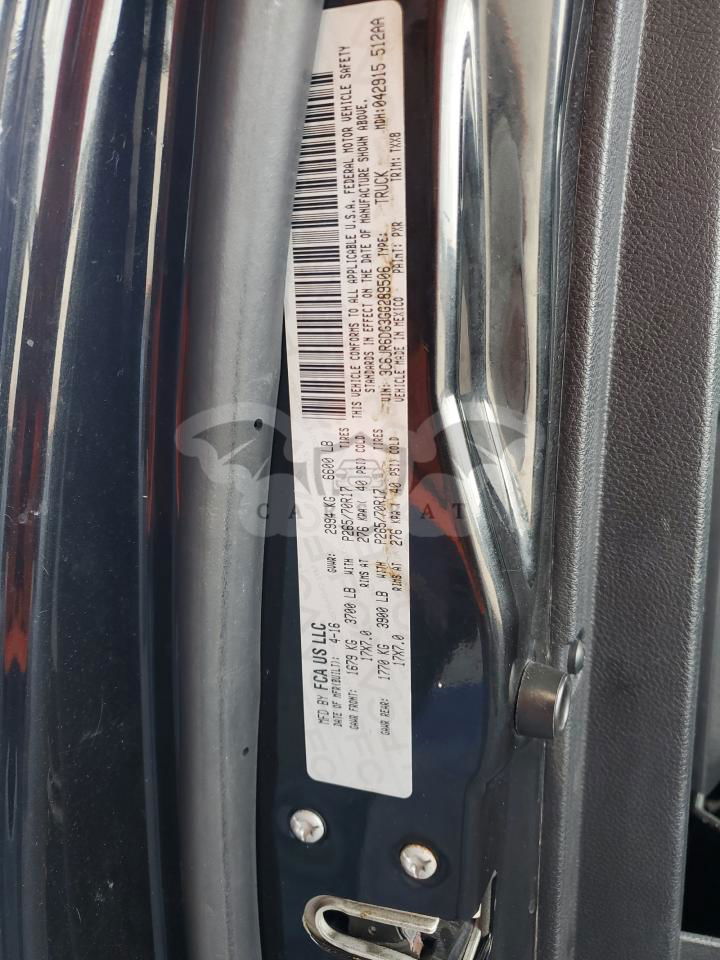 MFD BY FCA US LLC
DATE OF MFR(BUILT): 4-16 GVWR: 2994 KG 6600 LB
GAWR FRONT: 1679 KG 3700 LB WITH P265/70R17 TIRES
17X7.0 RIMS AT 276 KPA( 40 PSI) COLD
GAWR REAR: 1770 KG 3900 LB WITH P265/70R17 TIRES
17X7.0 RIMS AT 276 KPA( 40 PSI) COLD
THIS VEHICLE CONFORMS TO ALL APPLICABLE U.S.A. FEDERAL MOTOR VEHICLE SAFETY
STANDARDS IN EFFECT ON THE DATE OF MANUFACTURE SHOWN ABOVE.
VIN: 3C6JR6DG3GG289506 TYPE: TRUCK MDH:042915 512AA
VEHICLE MADE IN MEXICO PAINT: PXR TRIM: TXX8